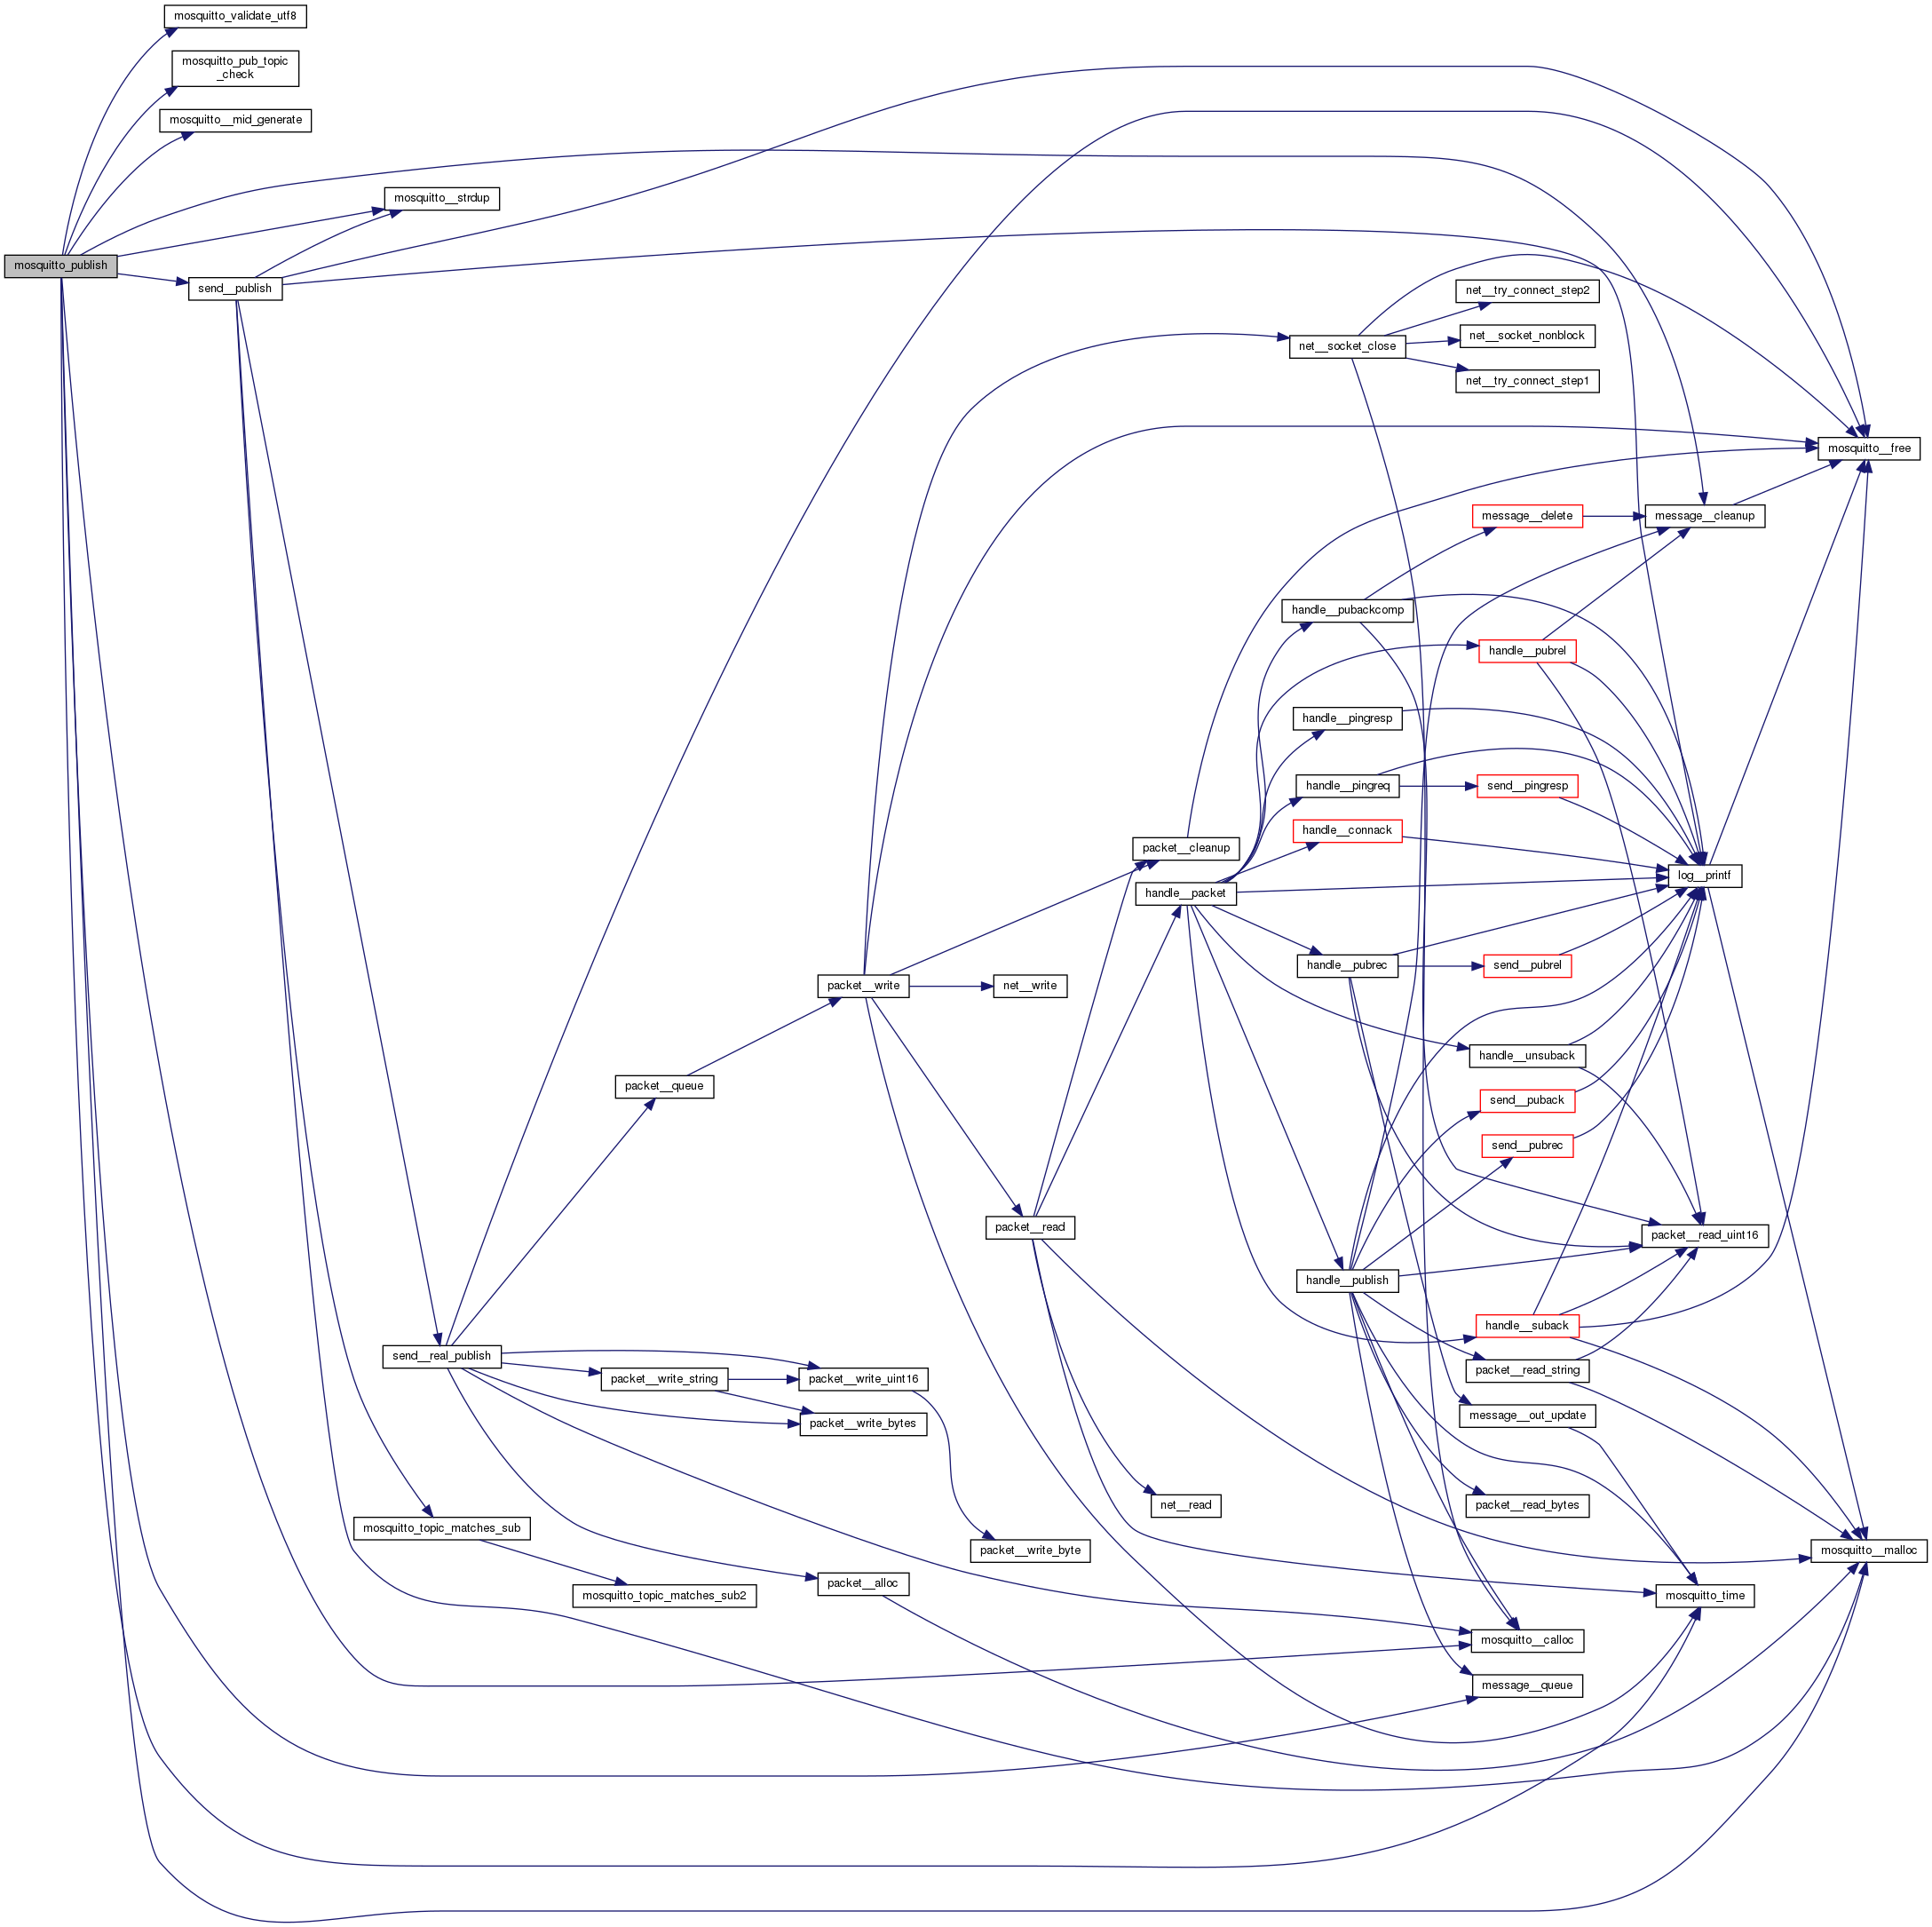 mosquitto_validate_utf8
mosquitto_pub_topic
_check
mosquitto__mid_generate
mosquitto__strdup
mosquitto_publish
send__publish
net__try_connect_step2
net__socket_nonblock
net__socket_close
net__try_connect_step1
mosquitto__free
message__delete
message__cleanup
handle__pubackcomp
handle__pubrel
handle__pingresp
handle__pingreq
send__pingresp
handle__connack
packet__cleanup
log__printf
handle__packet
handle__pubrec
send__pubrel
packet__write
net__write
handle__unsuback
packet__queue
send__puback
send__pubrec
packet__read
packet__read_uint16
handle__publish
handle__suback
send__real_publish
packet__write_string
packet__write_uint16
packet__read_string
packet__write_bytes
message__out_update
net__read
packet__read_bytes
mosquitto_topic_matches_sub
packet__write_byte
mosquitto__malloc
packet__alloc
mosquitto_topic_matches_sub2
mosquitto_time
mosquitto__calloc
message__queue